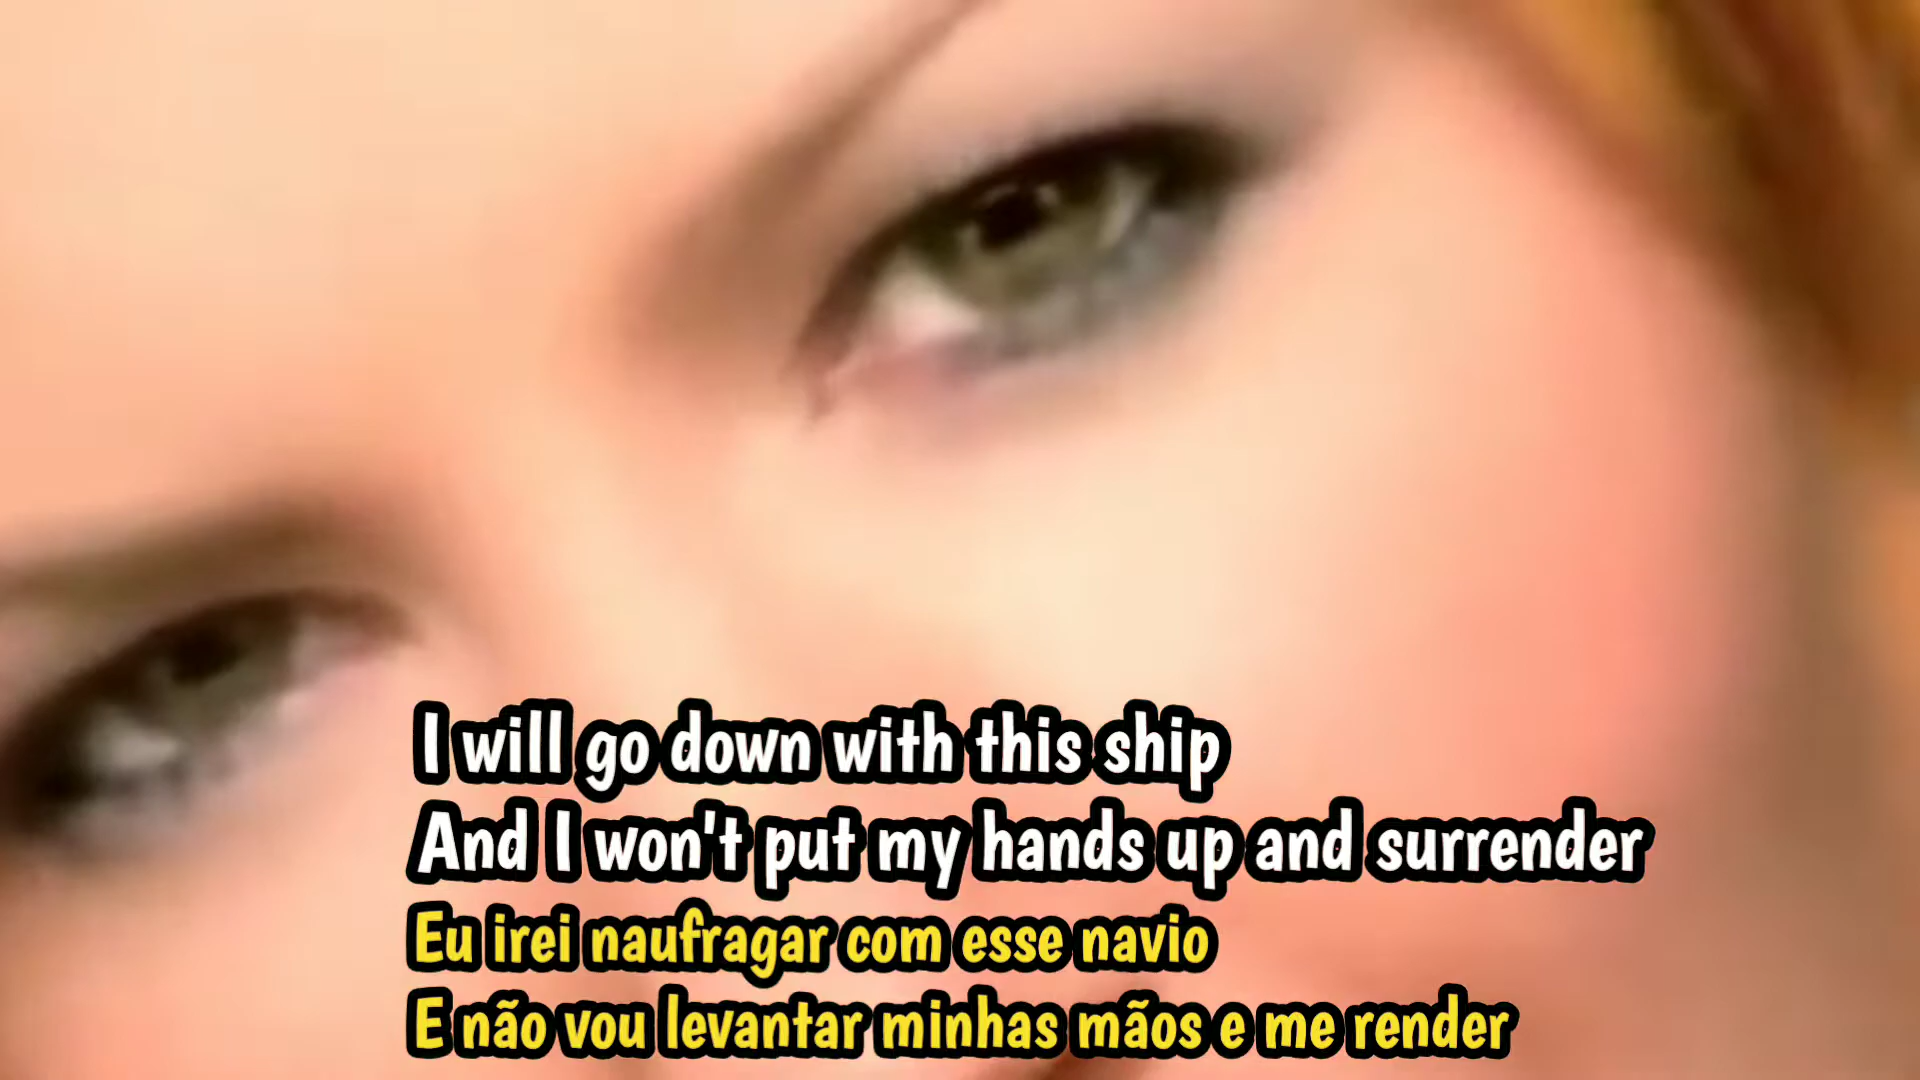 I will go down with this ship
And I won't put my hands up and surrender
Eu irei naufragar com esse navio
E não vou levantar minhas mãos e me render